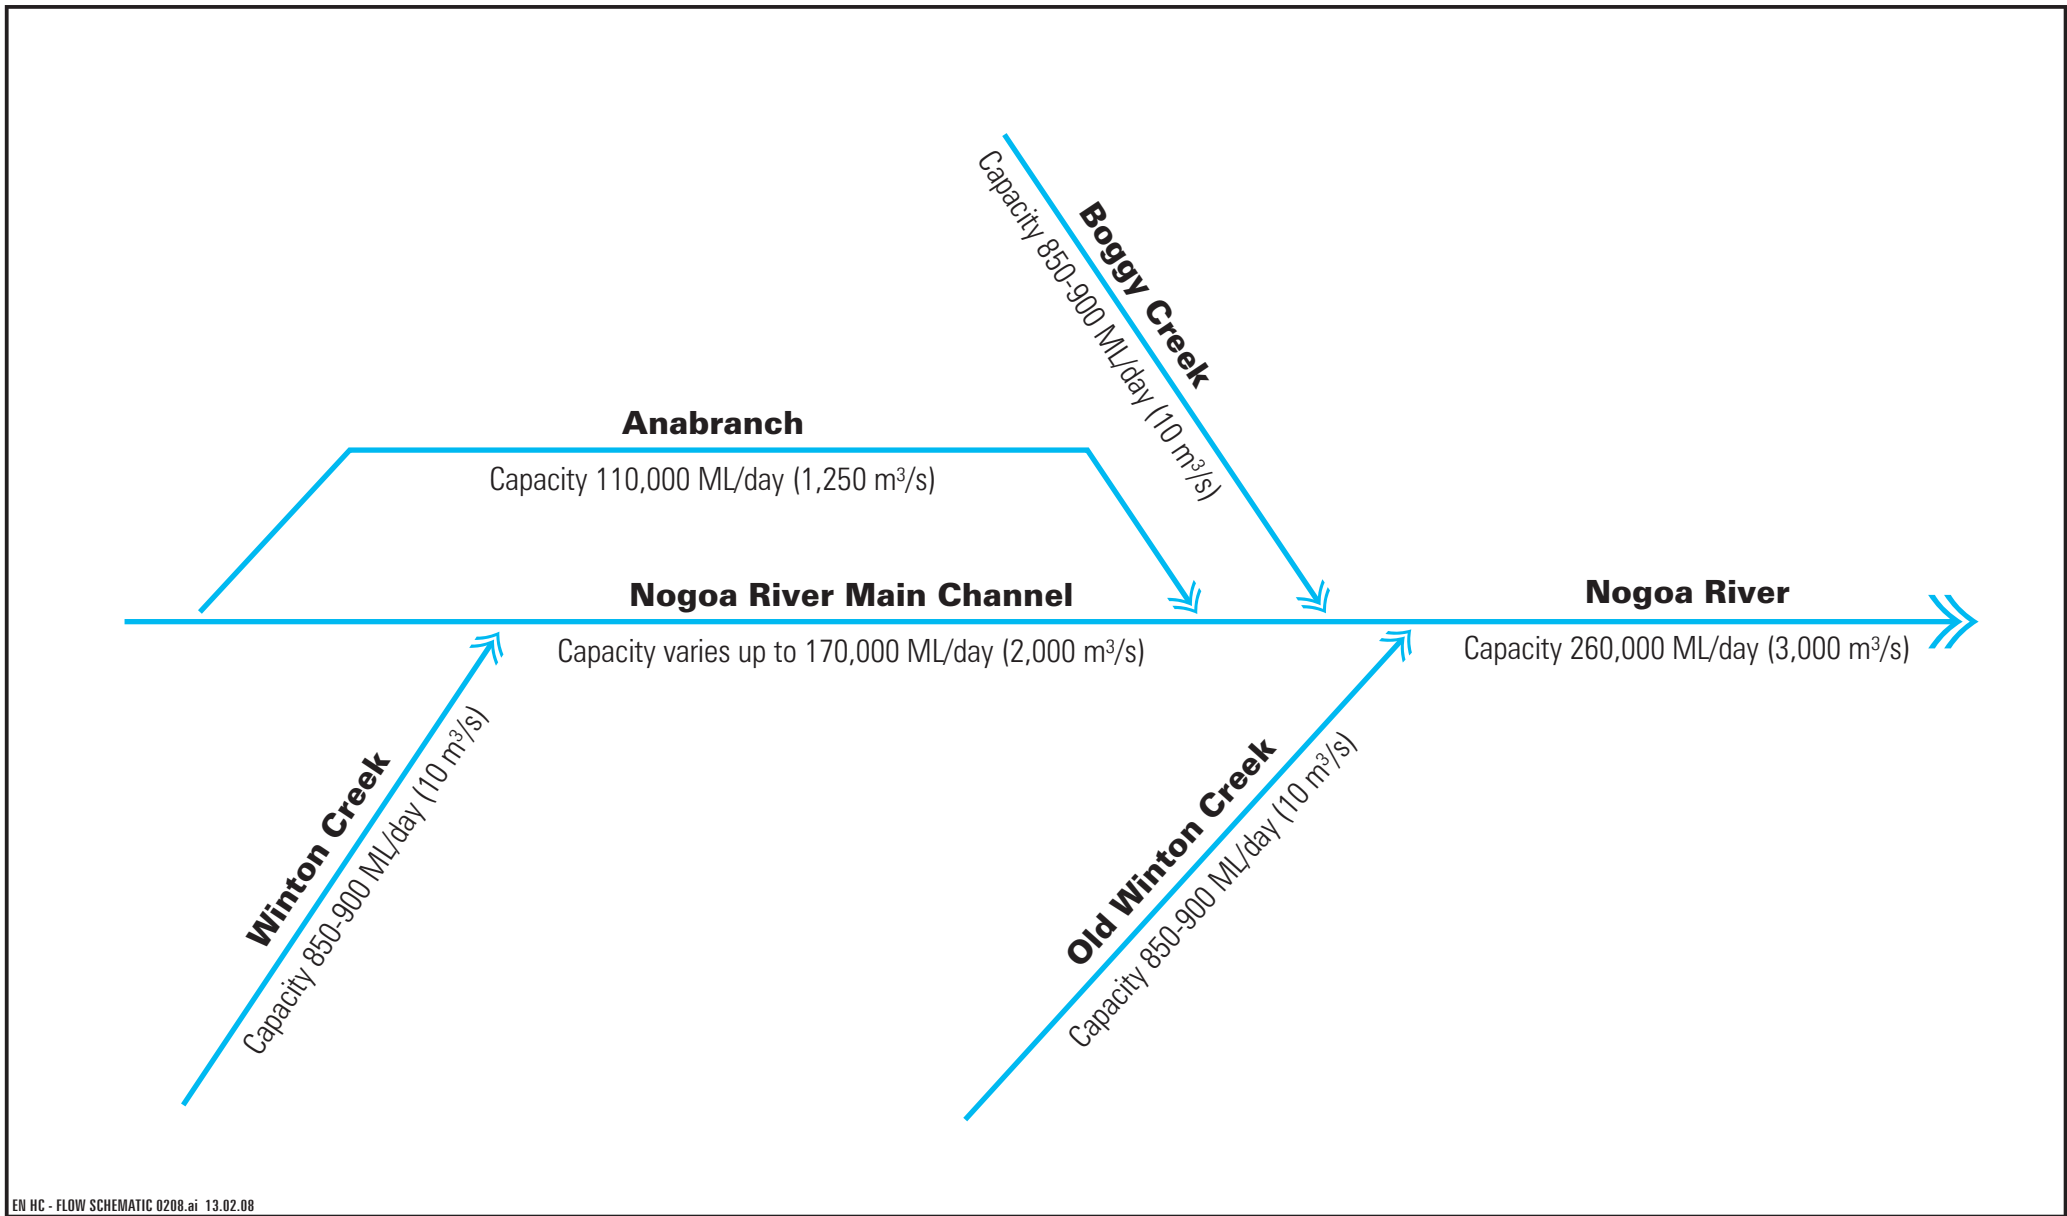 Boggy Creek
Capacity 850-900 ML/day (10 m³/s)
Anabranch
Capacity 110,000 ML/day (1,250 m³/s)
Nogoa River Main Channel
Capacity varies up to 170,000 ML/day (2,000 m³/s)
Nogoa River
Capacity 260,000 ML/day (3,000 m³/s)
Winton Creek
Capacity 850-900 ML/day (10 m³/s)
Old Winton Creek
Capacity 850-900 ML/day (10 m³/s)
EN HC - FLOW SCHEMATIC 0208.ai 13.02.08